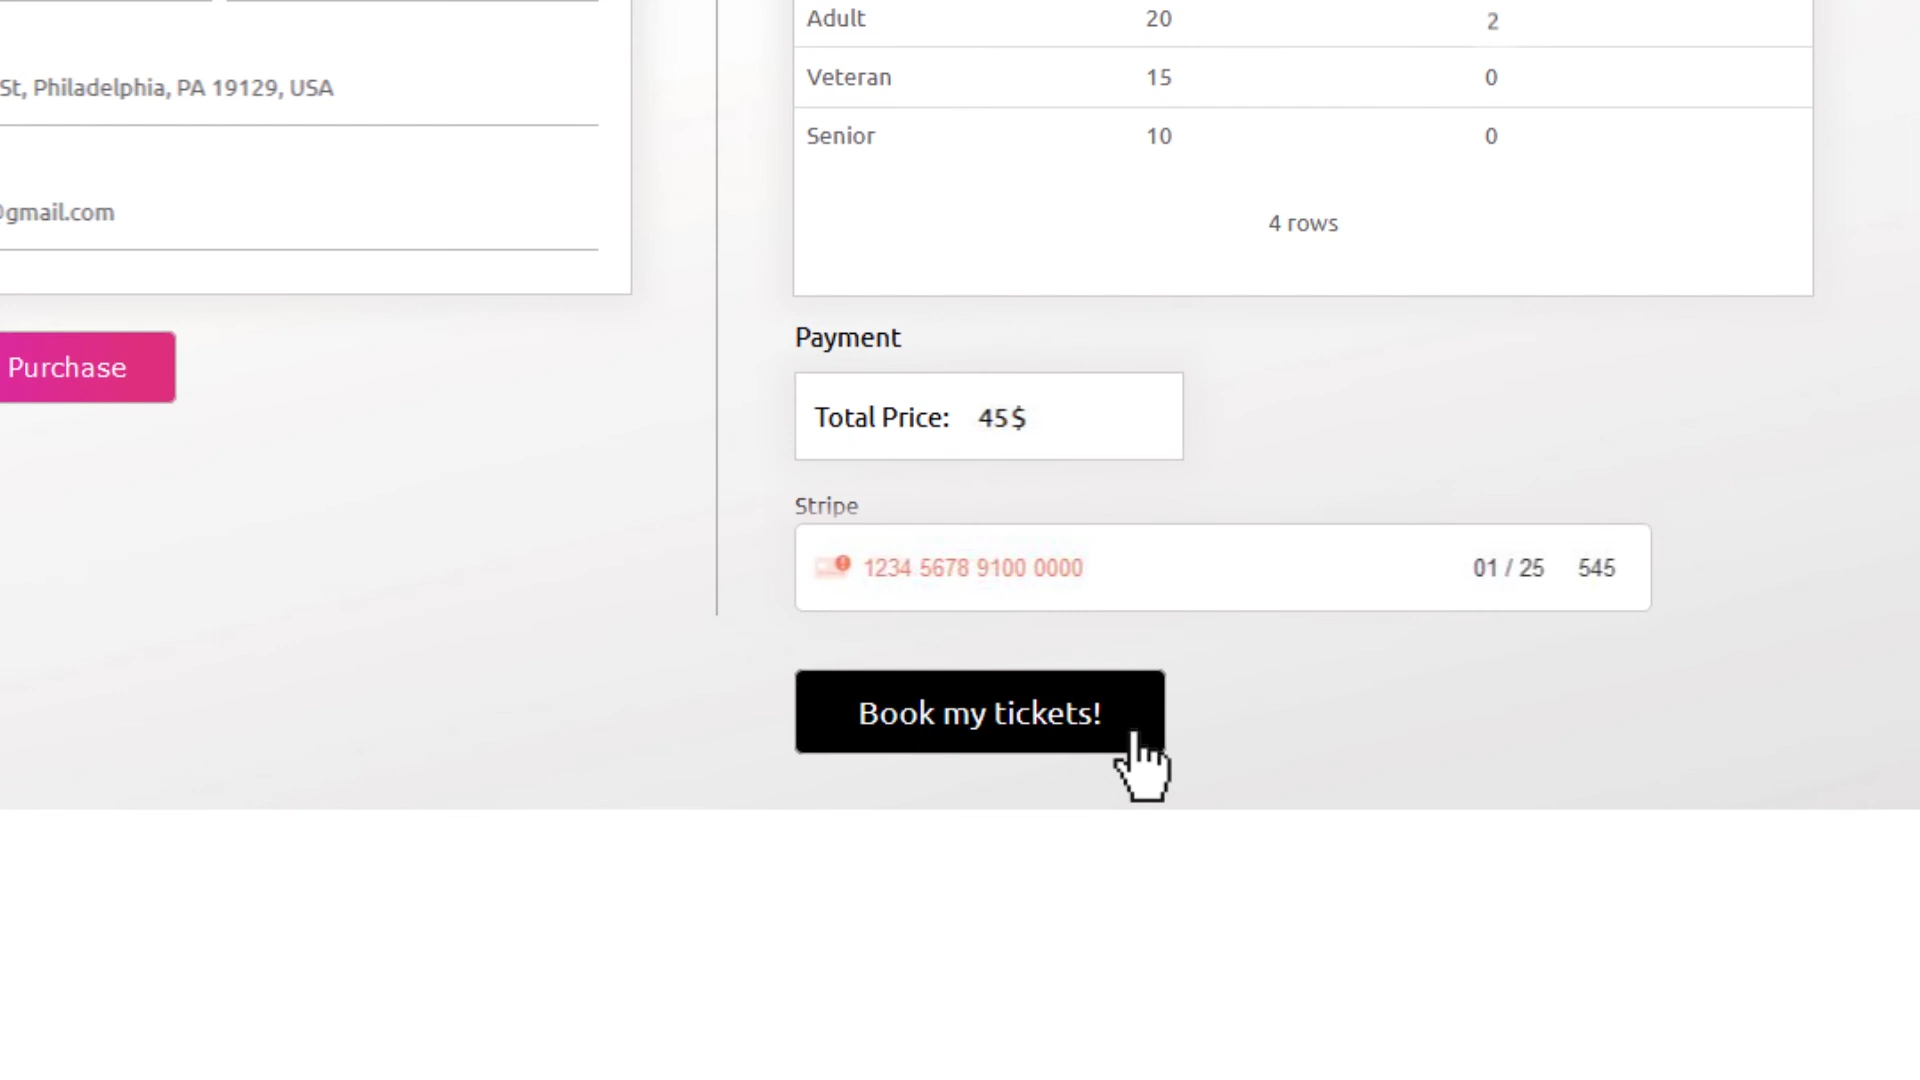 St, Philadelphia, PA 19129, USA
@gmail.com
Purchase
Adult 20 2
Veteran 15 0
Senior 10 0
4 rows
Payment
Total Price: 45$
Stripe
1234 5678 9100 0000 01 / 25 545
Book my tickets!